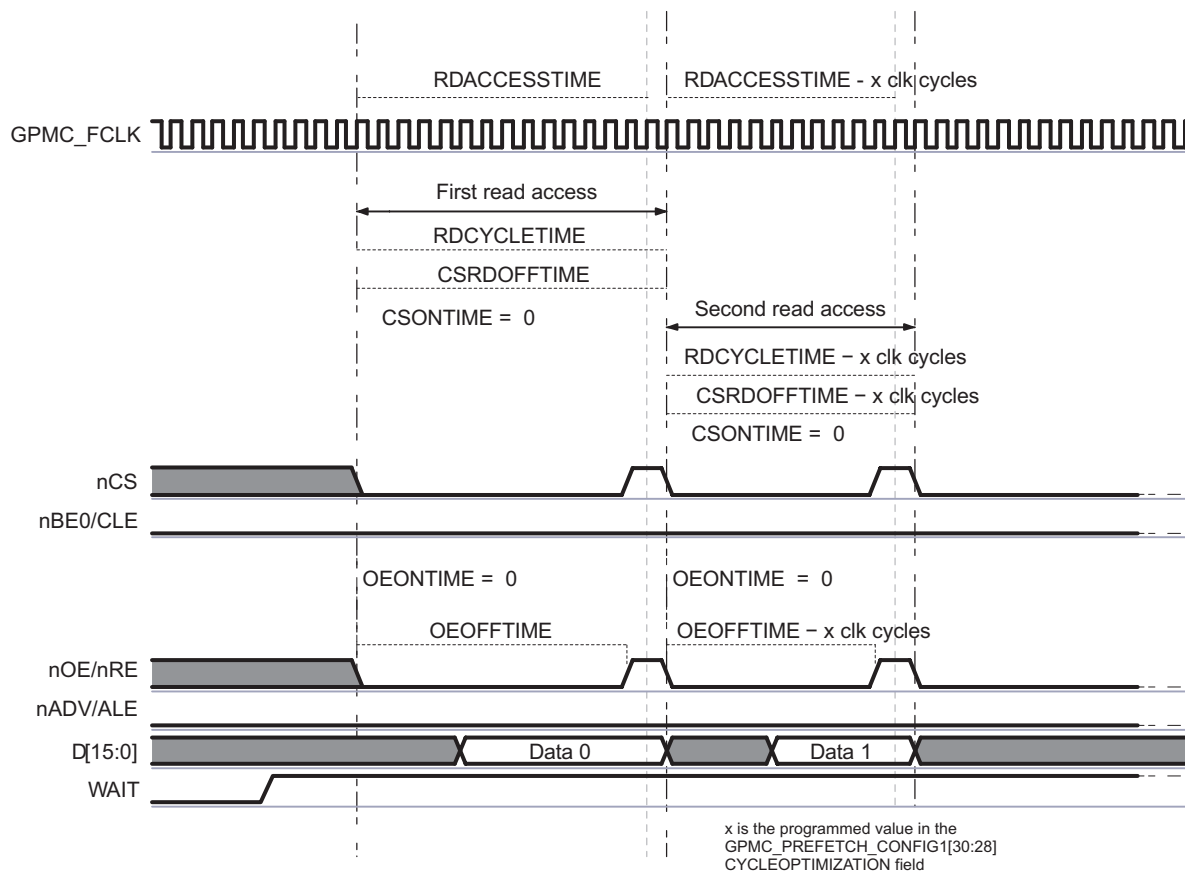 RDACCESSTIME
RDACCESSTIME - x clk cycles
GPMC_FCLK
First read access
RDCYCLETIME
CSRDOFFTIME
CSONTIME = 0
Second read access
RDCYCLETIME − x clk cycles
CSRDOFFTIME − x clk cycles
CSONTIME = 0
nCS
nBE0/CLE
OEONTIME = 0
OEONTIME = 0
OEOFFTIME
OEOFFTIME − x clk cycles
nOE/nRE
nADV/ALE
D[15:0]
Data 0
Data 1
WAIT
x is the programmed value in the
GPMC_PREFETCH_CONFIG1[30:28]
CYCLEOPTIMIZATION field